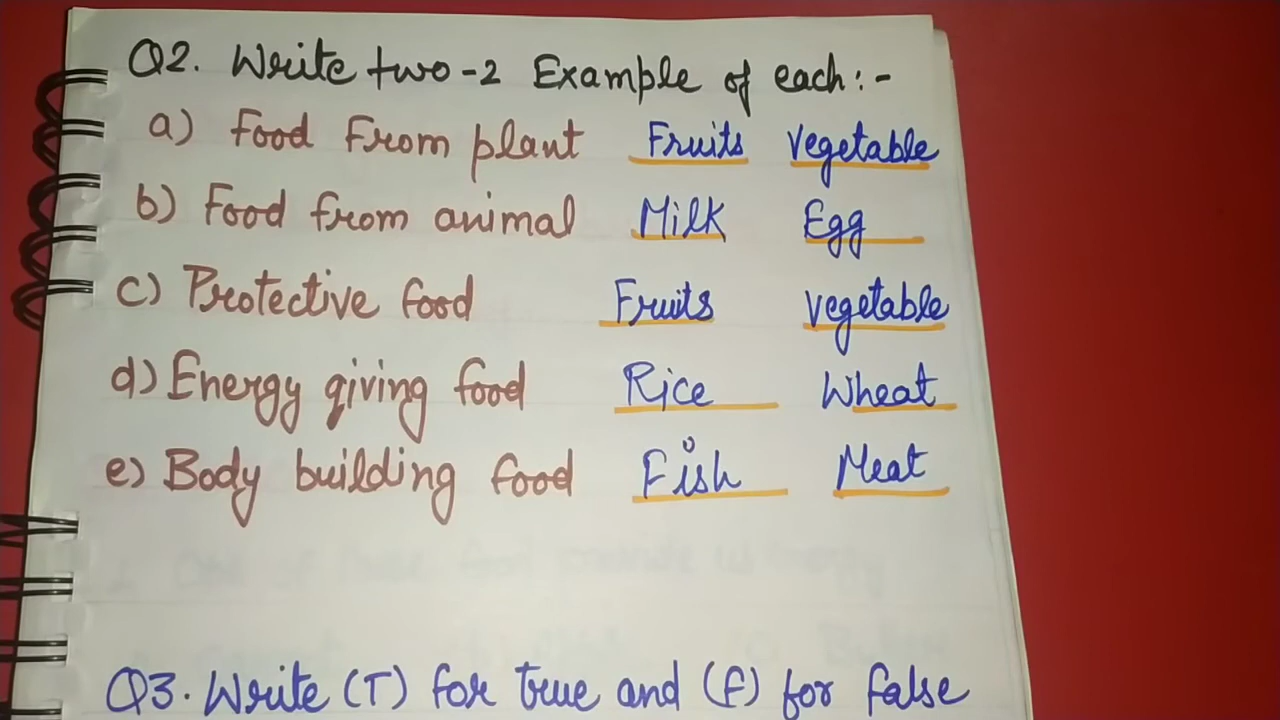 Q2. Write two-2 Example of each:-
a) Food From plant Fruits Vegetable
b) Food from animal Milk Egg
c) Protective food Fruits vegetable
d) Energy giving food Rice Wheat
e) Body building food Fish Meat
Q3. Write (T) for true and (F) for false